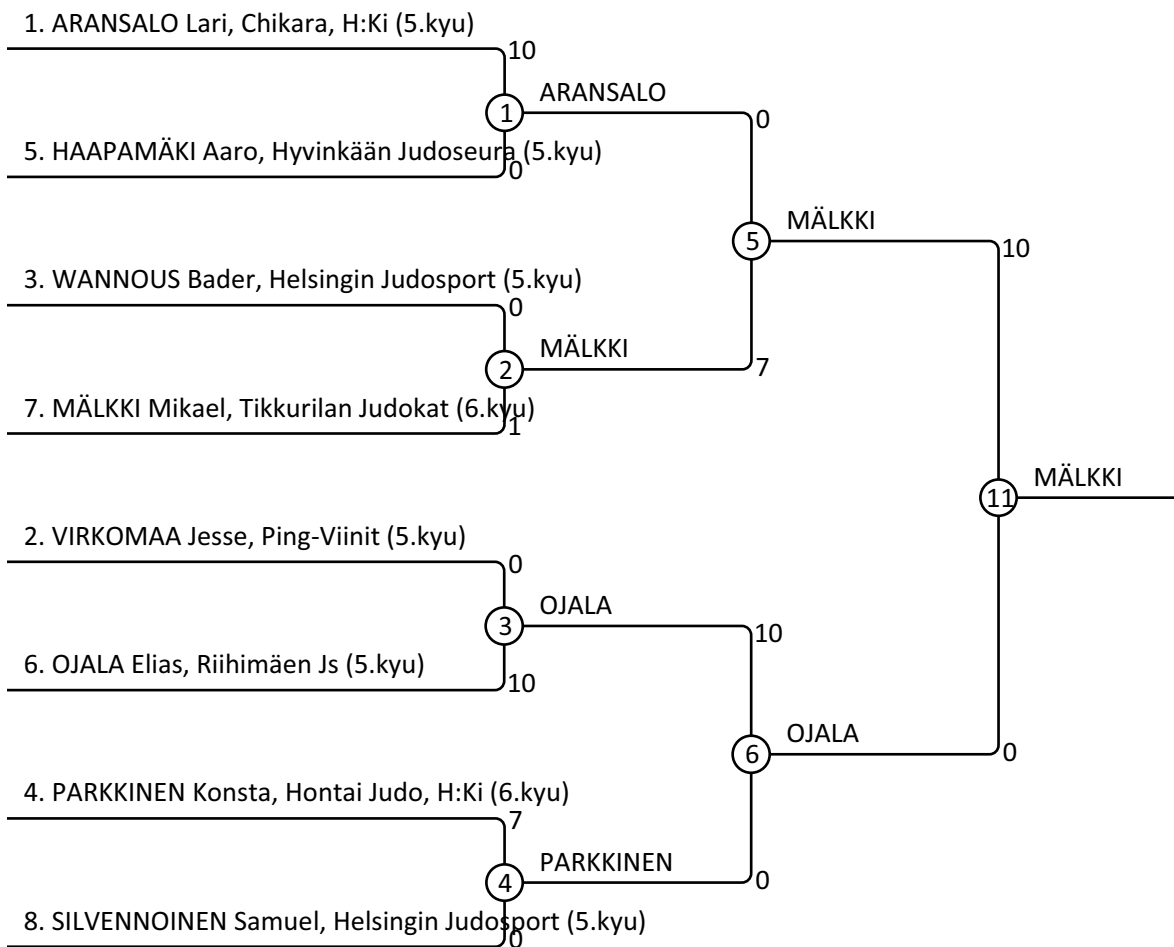 1. ARANSALO Lari, Chikara, H:Ki (5.kyu)
10
1
ARANSALO
0
5. HAAPAMÄKI Aaro, Hyvinkään Judoseura (5.kyu)
0
5
MÄLKKI
10
3. WANNOUS Bader, Helsingin Judosport (5.kyu)
0
2
MÄLKKI
7
7. MÄLKKI Mikael, Tikkurilan Judokat (6.kyu)
1
11
MÄLKKI
2. VIRKOMAA Jesse, Ping-Viinit (5.kyu)
0
3
OJALA
10
6. OJALA Elias, Riihimäen Js (5.kyu)
10
6
OJALA
0
4. PARKKINEN Konsta, Hontai Judo, H:Ki (6.kyu)
7
4
PARKKINEN
0
8. SILVENNOINEN Samuel, Helsingin Judosport (5.kyu)
0